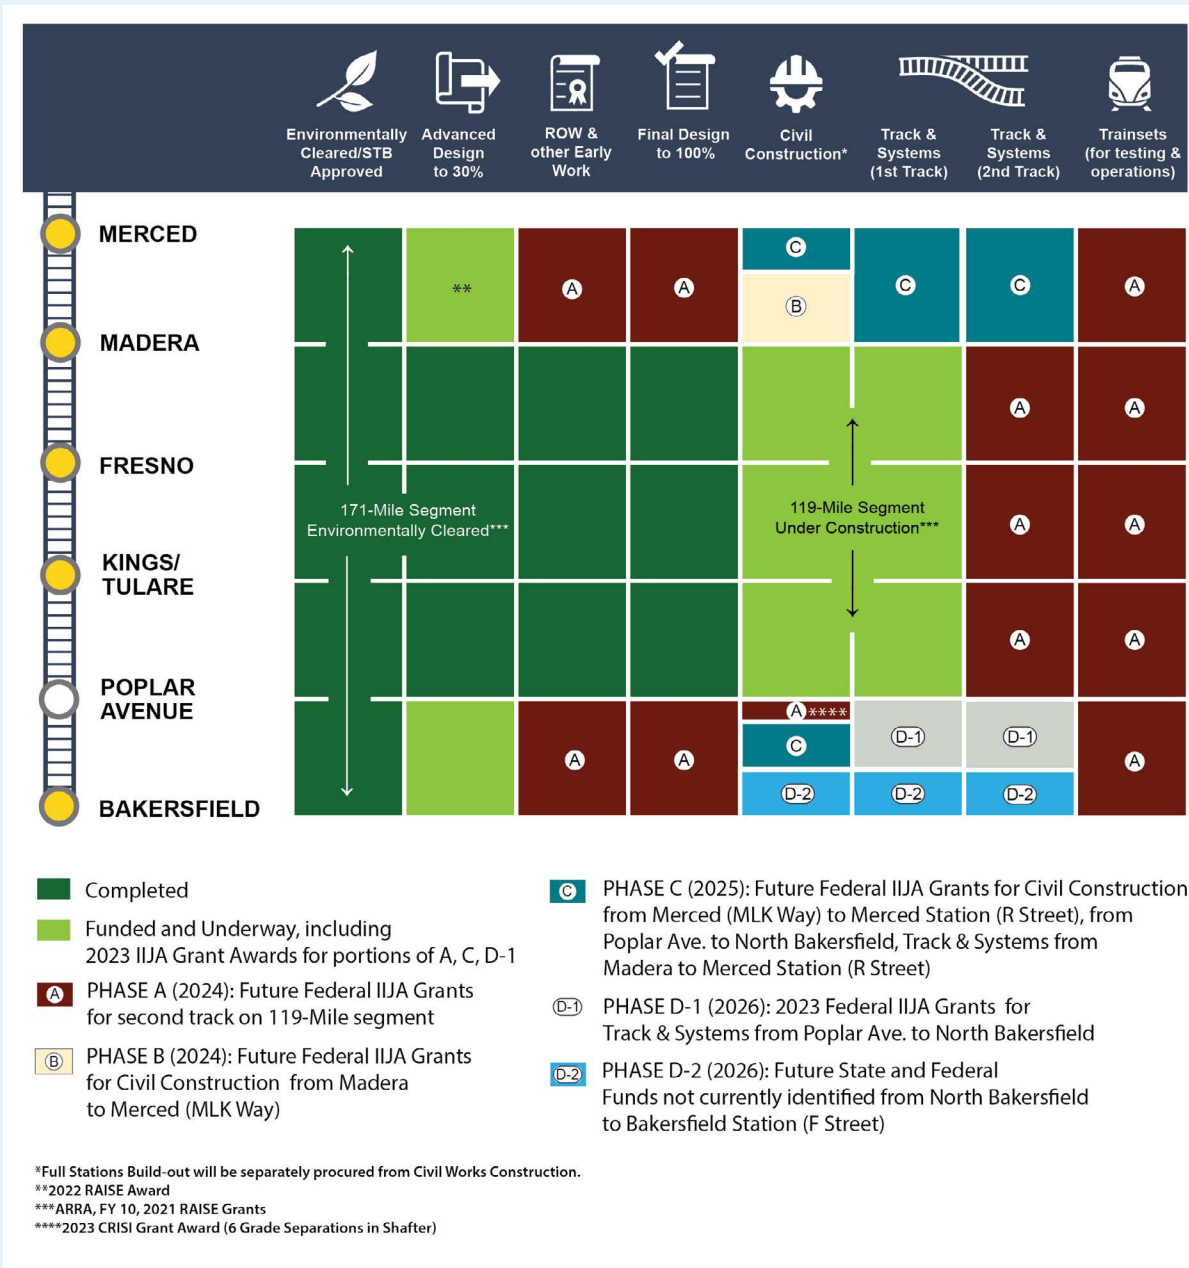 Environmentally
Cleared/STB
Approved
Advanced
Design
to 30%
ROW &
other Early
Work
Final Design
to 100%
Civil
Construction*
Track &
Systems
(1st Track)
Track &
Systems
(2nd Track)
Trainsets
(for testing &
operations)
MERCED
**
A
A
C
B
C
C
A
MADERA
A
A
FRESNO
171-Mile Segment
Environmentally Cleared***
119-Mile Segment
Under Construction***
A
A
KINGS/
TULARE
A
A
POPLAR
AVENUE
A
A
A****
C
D-2
D-1
D-2
D-1
D-2
A
BAKERSFIELD
Completed
Funded and Underway, including
2023 IIJA Grant Awards for portions of A, C, D-1
A PHASE A (2024): Future Federal IIJA Grants
for second track on 119-Mile segment
B PHASE B (2024): Future Federal IIJA Grants
for Civil Construction from Madera
to Merced (MLK Way)
C PHASE C (2025): Future Federal IIJA Grants for Civil Construction
from Merced (MLK Way) to Merced Station (R Street), from
Poplar Ave. to North Bakersfield, Track & Systems from
Madera to Merced Station (R Street)
D-1 PHASE D-1 (2026): 2023 Federal IIJA Grants for
Track & Systems from Poplar Ave. to North Bakersfield
D-2 PHASE D-2 (2026): Future State and Federal
Funds not currently identified from North Bakersfield
to Bakersfield Station (F Street)
*Full Stations Build-out will be separately procured from Civil Works Construction.
**2022 RAISE Award
***ARRA, FY 10, 2021 RAISE Grants
****2023 CRISI Grant Award (6 Grade Separations in Shafter)